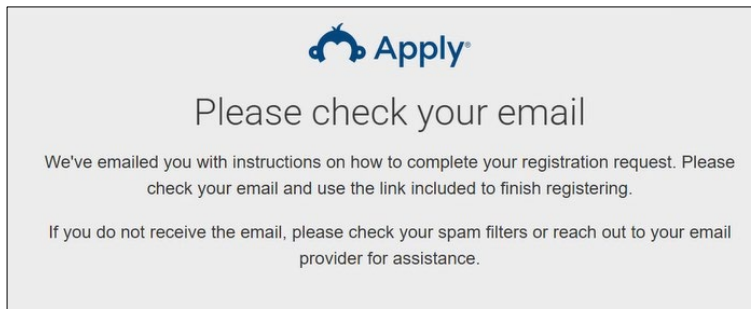 Apply®
Please check your email
We've emailed you with instructions on how to complete your registration request. Please
check your email and use the link included to finish registering.
If you do not receive the email, please check your spam filters or reach out to your email
provider for assistance.